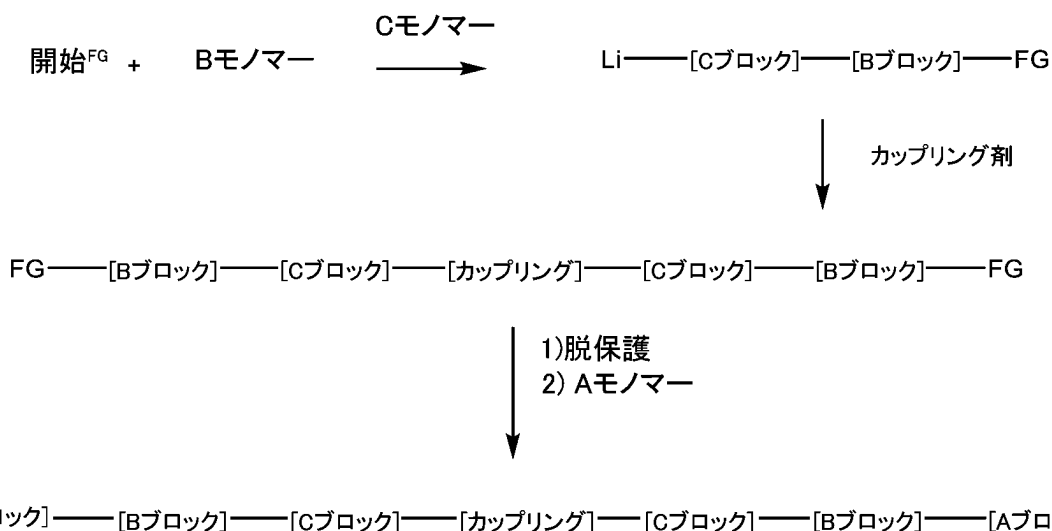 Cモノマー
開始FG + Bモノマー Li [Cブロック] [Bブロック] FG
カップリング剤
FG [Bブロック] [Cブロック] [カップリング] [Cブロック] [Bブロック] FG
1)脱保護
2) Aモノマー
ック] [Bブロック] [Cブロック] [カップリング] [Cブロック] [Bブロック] [Aブロ